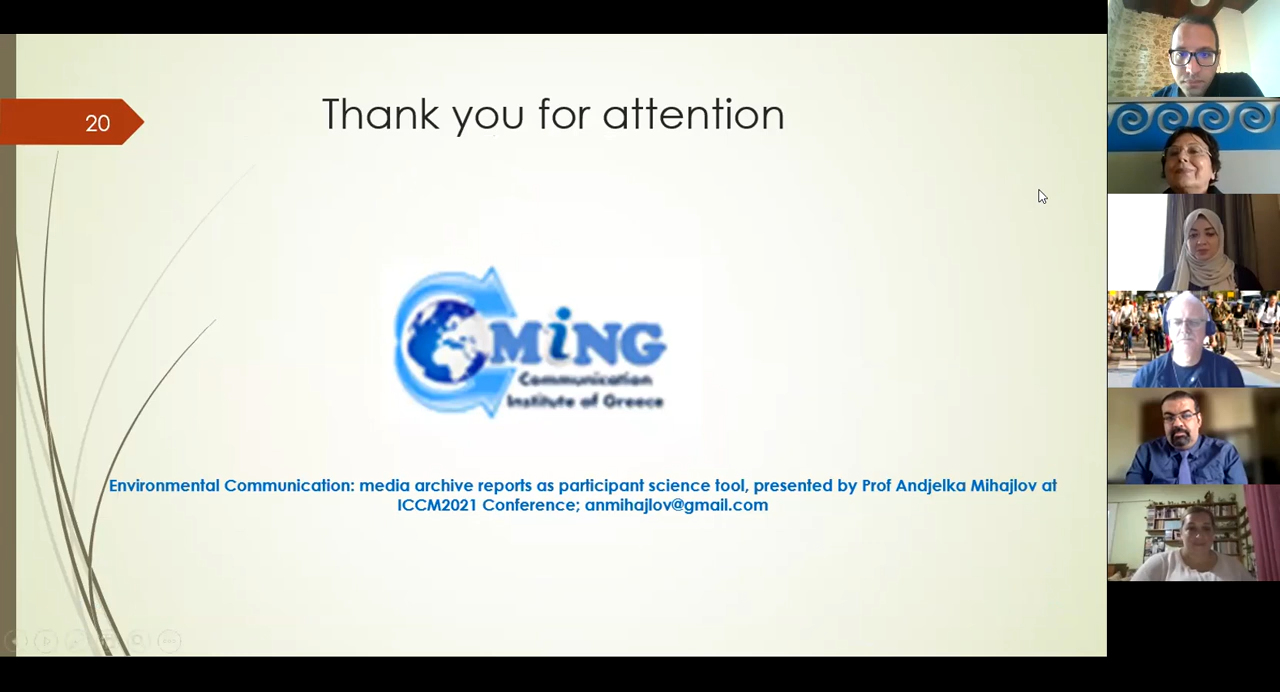 20
Thank you for attention
MiNG
Communication
Institute of Greece
Environmental Communication: media archive reports as participant science tool, presented by Prof Andjelka Mihajlov at
ICCM2021 Conference; anmihajlov@gmail.com